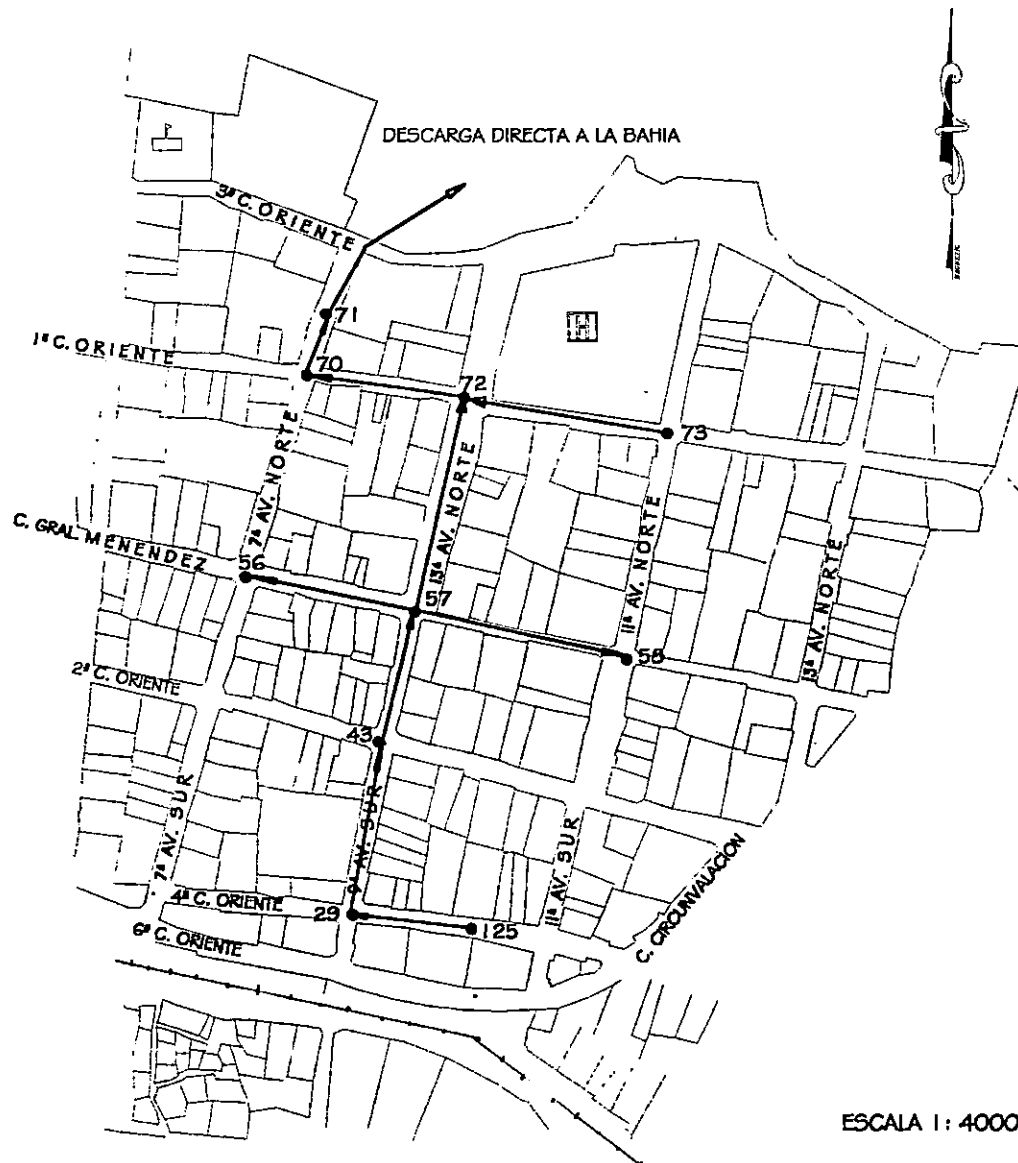 DESCARGA DIRECTA A LA BAHIA
3ª C. ORIENTE
71
H
1ª C. ORIENTE
70
72
73
7ª AV. NORTE
13ª AV. NORTE
C. GRAL. MENENDEZ
56
57
11ª AV. NORTE
13ª AV. NORTE
58
2ª C. ORIENTE
43
7ª AV. SUR
9ª AV. SUR
11ª AV. SUR
4ª C. ORIENTE
29
125
6ª C. ORIENTE
C. CIRCUNVALACION
ESCALA 1: 4000